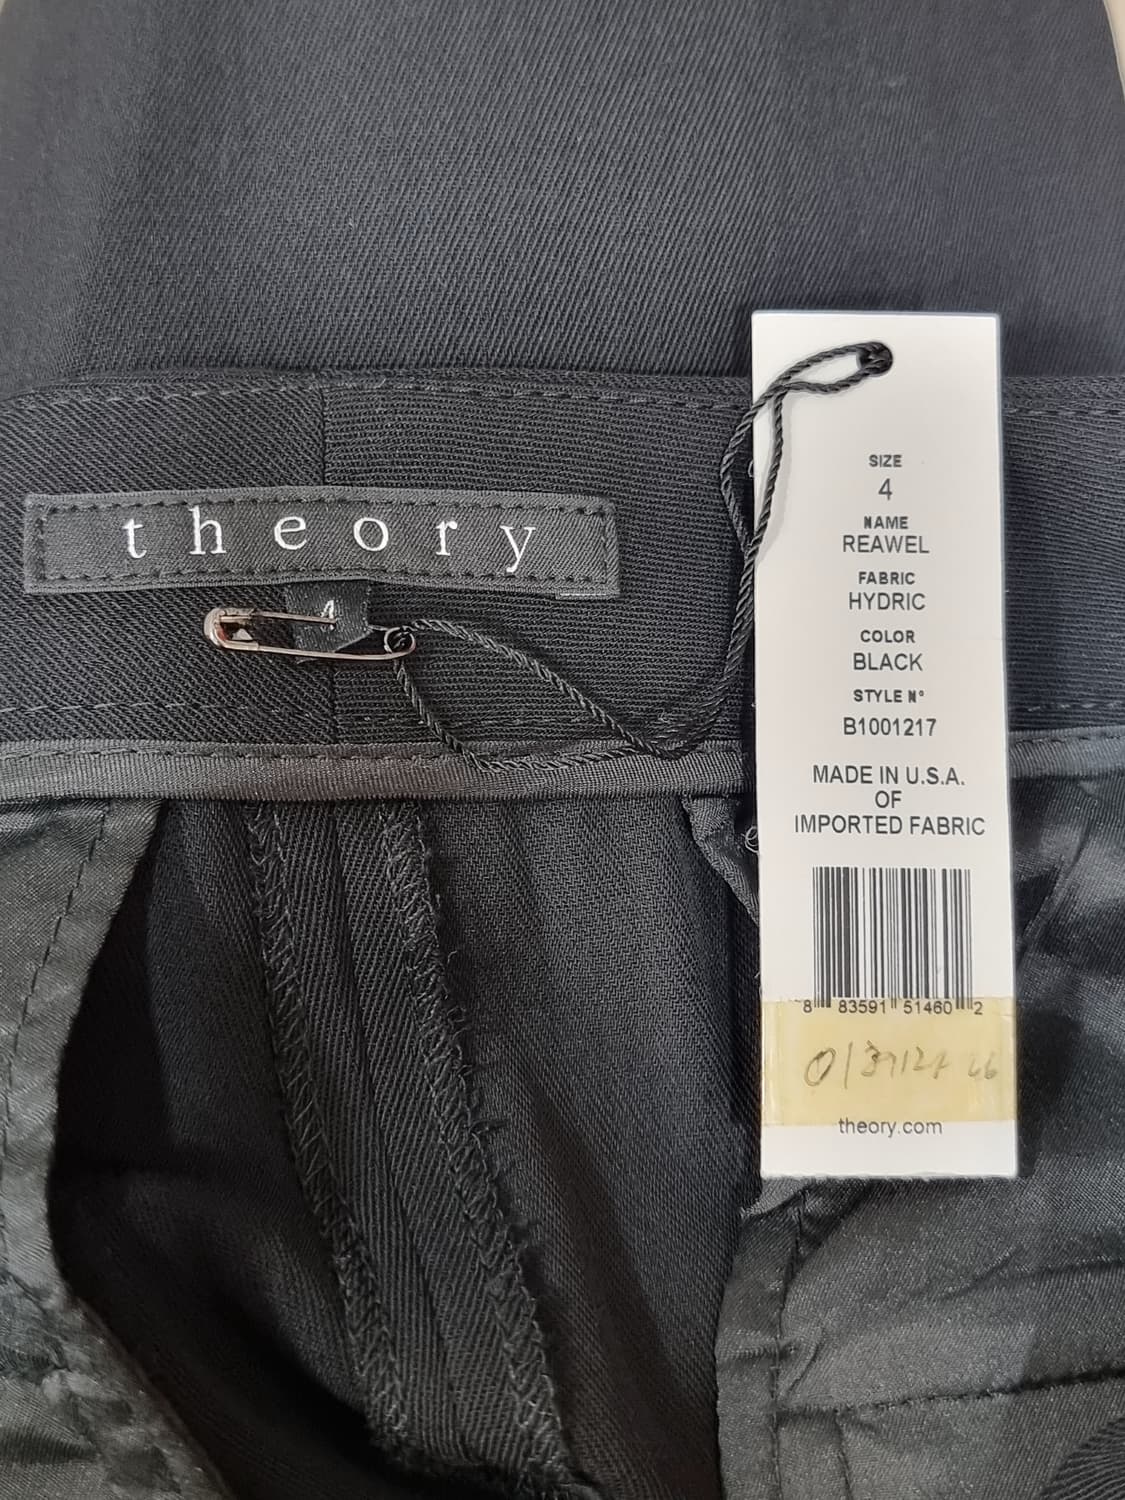 theory
4
SIZE
4
NAME
REAWEL
FABRIC
HYDRIC
COLOR
BLACK
STYLE N°
B1001217
MADE IN U.S.A.
OF
IMPORTED FABRIC
8 83591 51460 2
theory.com